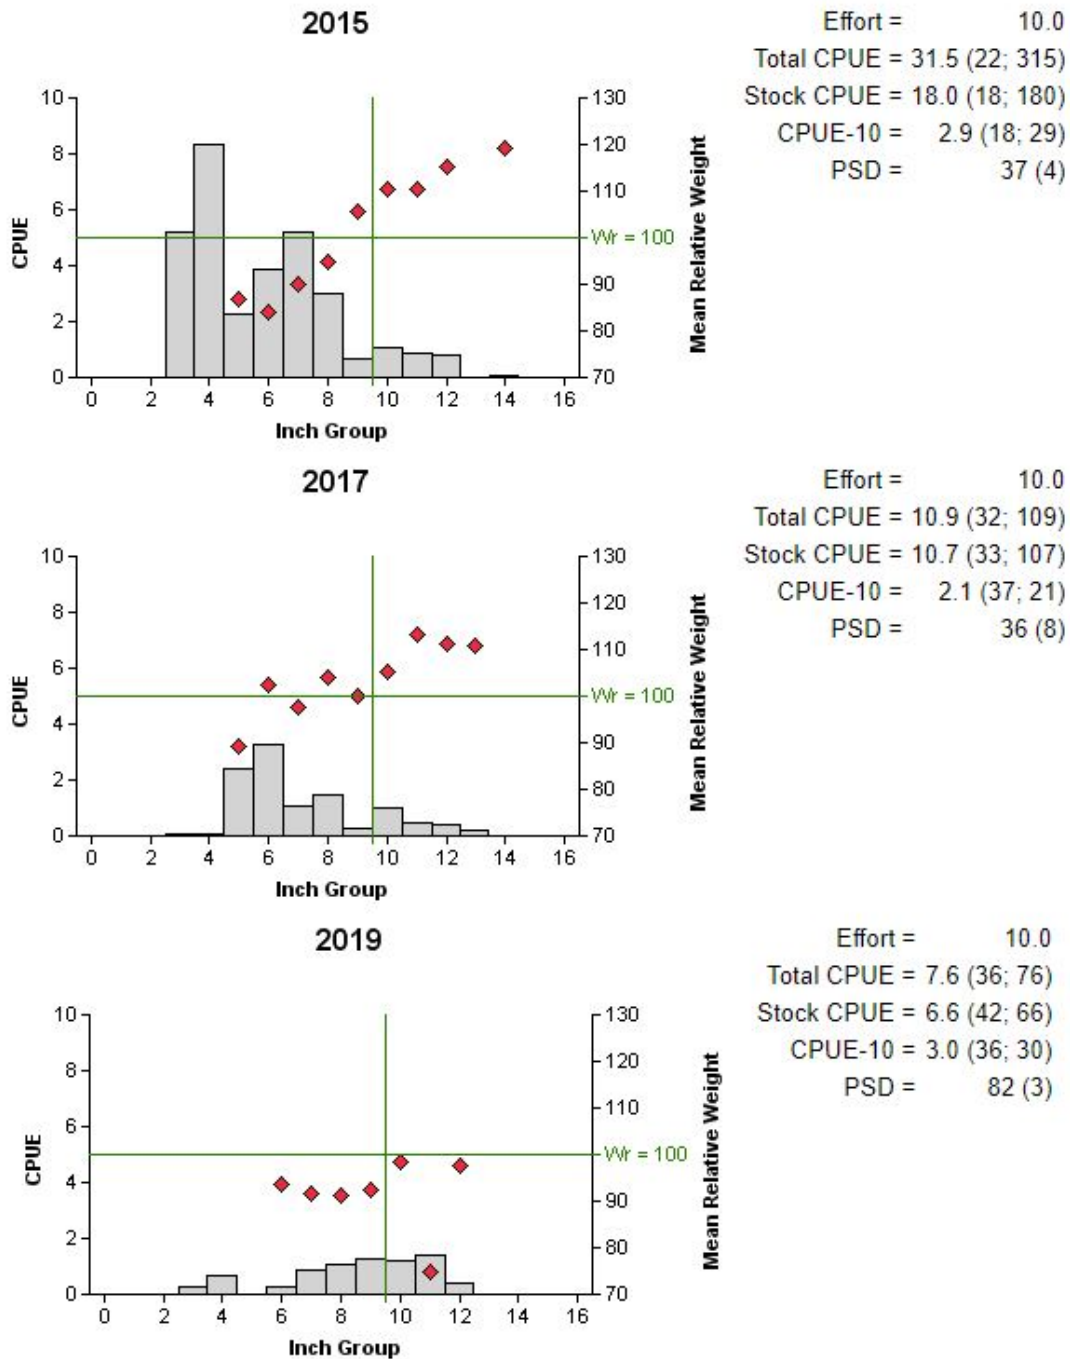 2015
Effort = 10.0
Total CPUE = 31.5 (22; 315)
Stock CPUE = 18.0 (18; 180)
CPUE-10 = 2.9 (18; 29)
PSD = 37 (4)
10
8
6
4
2
0
CPUE
130
120
110
Wr = 100
90
80
70
Mean Relative Weight
0 2 4 6 8 10 12 14 16
Inch Group
2017
Effort = 10.0
Total CPUE = 10.9 (32; 109)
Stock CPUE = 10.7 (33; 107)
CPUE-10 = 2.1 (37; 21)
PSD = 36 (8)
10
8
6
4
2
0
CPUE
130
120
110
Wr = 100
90
80
70
Mean Relative Weight
0 2 4 6 8 10 12 14 16
Inch Group
2019
Effort = 10.0
Total CPUE = 7.6 (36; 76)
Stock CPUE = 6.6 (42; 66)
CPUE-10 = 3.0 (36; 30)
PSD = 82 (3)
10
8
6
4
2
0
CPUE
130
120
110
Wr = 100
90
80
70
Mean Relative Weight
0 2 4 6 8 10 12 14 16
Inch Group